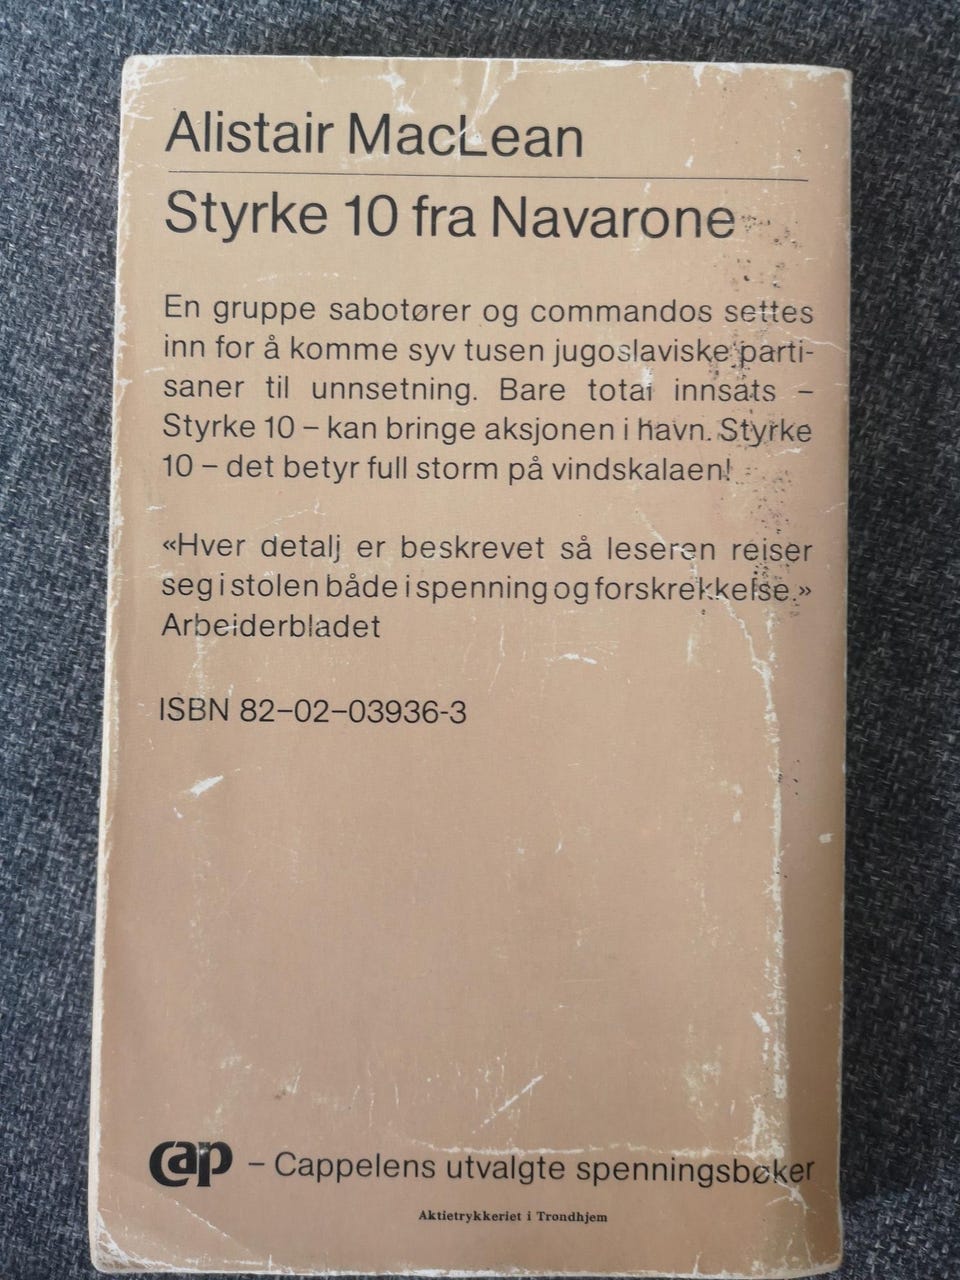 Alistair MacLean
Styrke 10 fra Navarone
En gruppe sabotører og commandos settes
inn for å komme syv tusen jugoslaviske parti-
saner til unnsetning. Bare total innsats –
Styrke 10 – kan bringe aksjonen i havn. Styrke
10 – det betyr full storm på vindskalaen!
«Hver detalj er beskrevet så leseren reiser
seg i stolen både i spenning og forskrekkelse.»
Arbeiderbladet
ISBN 82–02–03936-3
cap – Cappelens utvalgte spenningsbøker
Aktietrykkeriet i Trondhjem